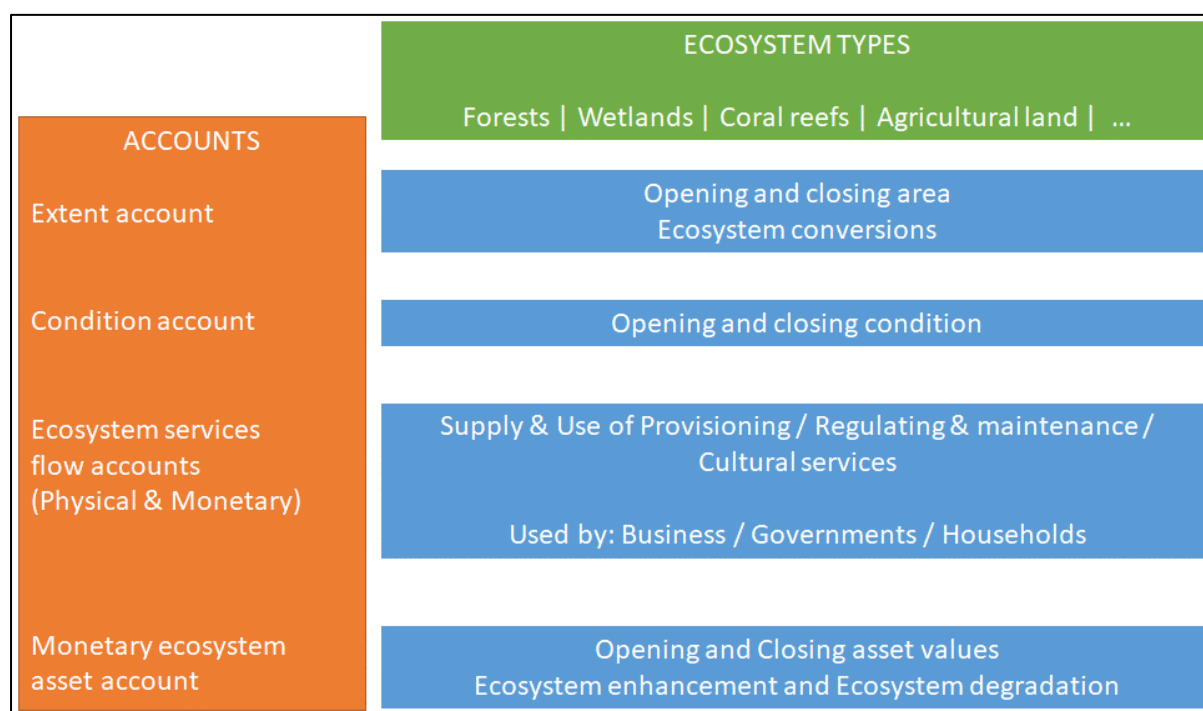 ECOSYSTEM TYPES
Forests | Wetlands | Coral reefs | Agricultural land | ...
ACCOUNTS
Extent account
Opening and closing area
Ecosystem conversions
Condition account
Opening and closing condition
Ecosystem services
flow accounts
(Physical & Monetary)
Supply & Use of Provisioning / Regulating & maintenance /
Cultural services
Used by: Business / Governments / Households
Monetary ecosystem
asset account
Opening and Closing asset values
Ecosystem enhancement and Ecosystem degradation